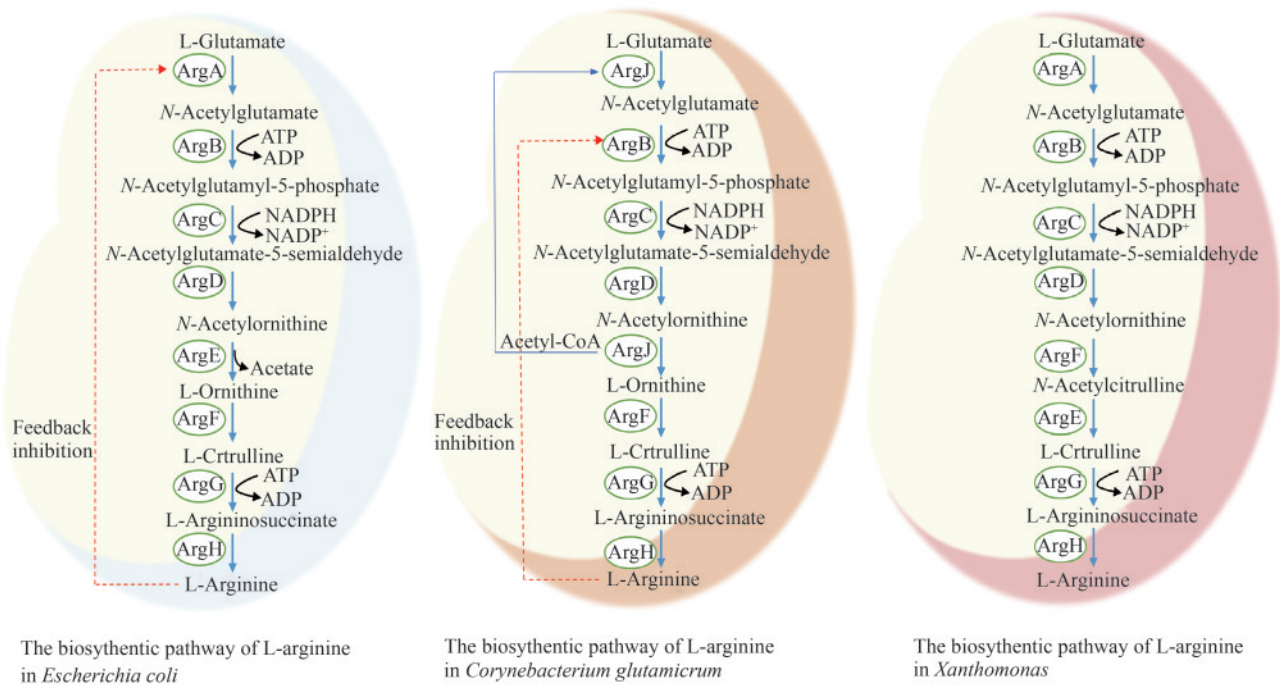 L-Glutamate
ArgA
N-Acetylglutamate
ArgB
ATP
ADP
N-Acetylglutamyl-5-phosphate
ArgC
NADPH
NADP+
N-Acetylglutamate-5-semialdehyde
ArgD
N-Acetylornithine
ArgE
Acetate
L-Ornithine
ArgF
Feedback
inhibition
L-Crtrulline
ArgG
ATP
ADP
L-Argininosuccinate
ArgH
L-Arginine
The biosythentic pathway of L-arginine
in Escherichia coli
L-Glutamate
ArgJ
N-Acetylglutamate
ArgB
ATP
ADP
N-Acetylglutamyl-5-phosphate
ArgC
NADPH
NADP+
N-Acetylglutamate-5-semialdehyde
ArgD
N-Acetylornithine
Acetyl-CoA
ArgJ
L-Ornithine
ArgF
Feedback
inhibition
L-Crtrulline
ArgG
ATP
ADP
L-Argininosuccinate
ArgH
L-Arginine
The biosythentic pathway of L-arginine
in Corynebacterium glutamicrum
L-Glutamate
ArgA
N-Acetylglutamate
ArgB
ATP
ADP
N-Acetylglutamyl-5-phosphate
ArgC
NADPH
NADP+
N-Acetylglutamate-5-semialdehyde
ArgD
N-Acetylornithine
ArgF
N-Acetylcitrulline
ArgE
L-Crtrulline
ArgG
ATP
ADP
L-Argininosuccinate
ArgH
L-Arginine
The biosythentic pathway of L-arginine
in Xanthomonas